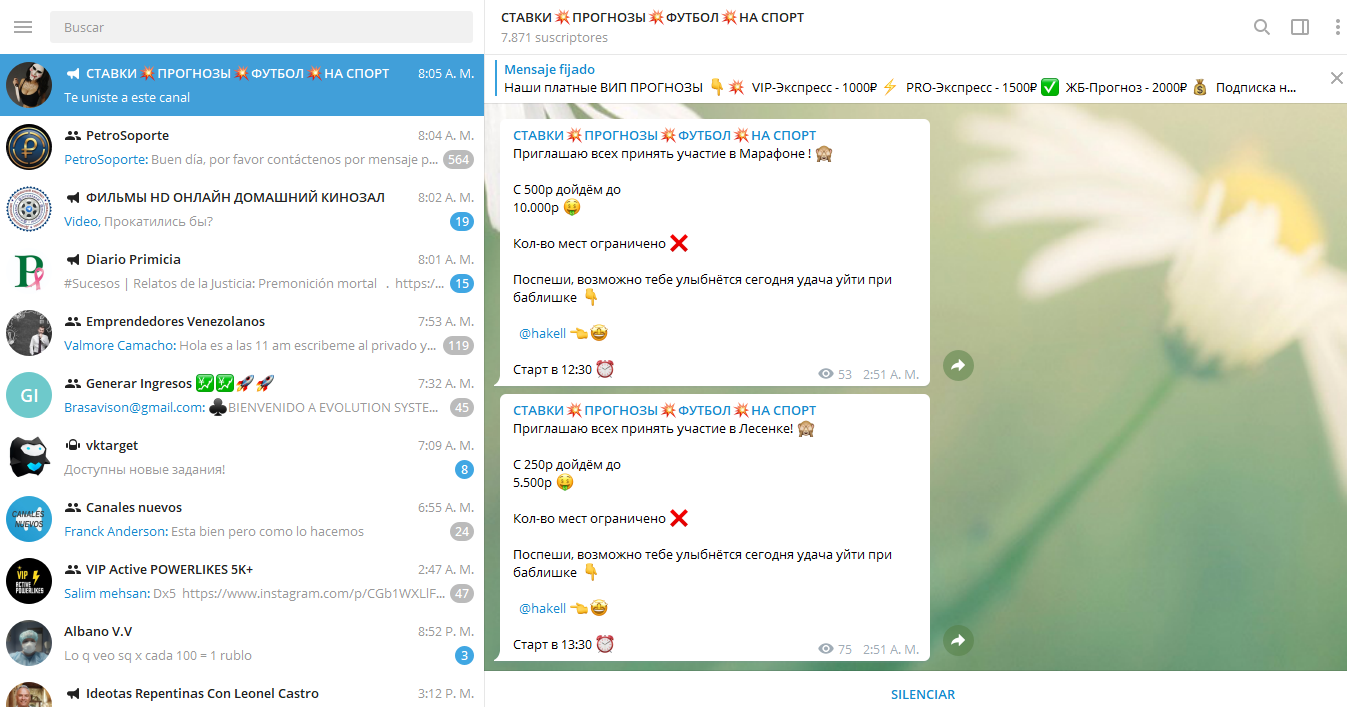 Buscar
СТАВКИ💥ПРОГНОЗЫ💥ФУТБОЛ💥НА СПОРТ 8:05 A. M.
Te uniste a este canal
PetroSoporte 8:04 A. M.
PetroSoporte: Buen día, por favor contáctenos por mensaje p... 564
ФИЛЬМЫ HD ОНЛАЙН ДОМАШНИЙ КИНОЗАЛ 8:02 A. M.
Video, Прокатились бы? 19
Diario Primicia 8:01 A. M.
#Sucesos | Relatos de la Justicia: Premonición mortal . https:/... 15
Emprendedores Venezolanos 7:53 A. M.
Valmore Camacho: Hola es a las 11 am escribeme al privado y... 119
GI
Generar Ingresos 💹💹🚀🚀 7:32 A. M.
Brasavison@gmail.com: ♣BIENVENIDO A EVOLUTION SYSTE... 45
vktarget 7:09 A. M.
Доступны новые задания! 8
CANALES
NUEVOS
Canales nuevos 6:55 A. M.
Franck Anderson: Esta bien pero como lo hacemos 24
VIP
ACTIVE
POWERLIKES
VIP Active POWERLIKES 5K+ 2:47 A. M.
Salim mehsan: Dx5 https://www.instagram.com/p/CGb1WXLlF... 47
Albano V.V 8:52 P. M.
Lo q veo sq x cada 100 = 1 rublo 3
Ideotas Repentinas Con Leonel Castro 3:12 P. M.
СТАВКИ💥ПРОГНОЗЫ💥ФУТБОЛ💥НА СПОРТ
7.871 suscriptores
Mensaje fijado
Наши платные ВИП ПРОГНОЗЫ 👇💥 VIP-Экспресс - 1000₽ ⚡ PRO-Экспресс - 1500₽ ✅ ЖБ-Прогноз - 2000₽ 💰 Подписка н...
СТАВКИ💥ПРОГНОЗЫ💥ФУТБОЛ💥НА СПОРТ
Приглашаю всех принять участие в Марафоне ! 🙈
С 500р дойдём до
10.000р 🤑
Кол-во мест ограничено ❌
Поспеши, возможно тебе улыбнётся сегодня удача уйти при
баблишке 👇
@hakell 👈🤩
Старт в 12:30 ⏰
53 2:51 A. M.
СТАВКИ💥ПРОГНОЗЫ💥ФУТБОЛ💥НА СПОРТ
Приглашаю всех принять участие в Лесенке! 🙈
С 250р дойдём до
5.500р 🤑
Кол-во мест ограничено ❌
Поспеши, возможно тебе улыбнётся сегодня удача уйти при
баблишке 👇
@hakell 👈🤩
Старт в 13:30 ⏰
75 2:51 A. M.
SILENCIAR